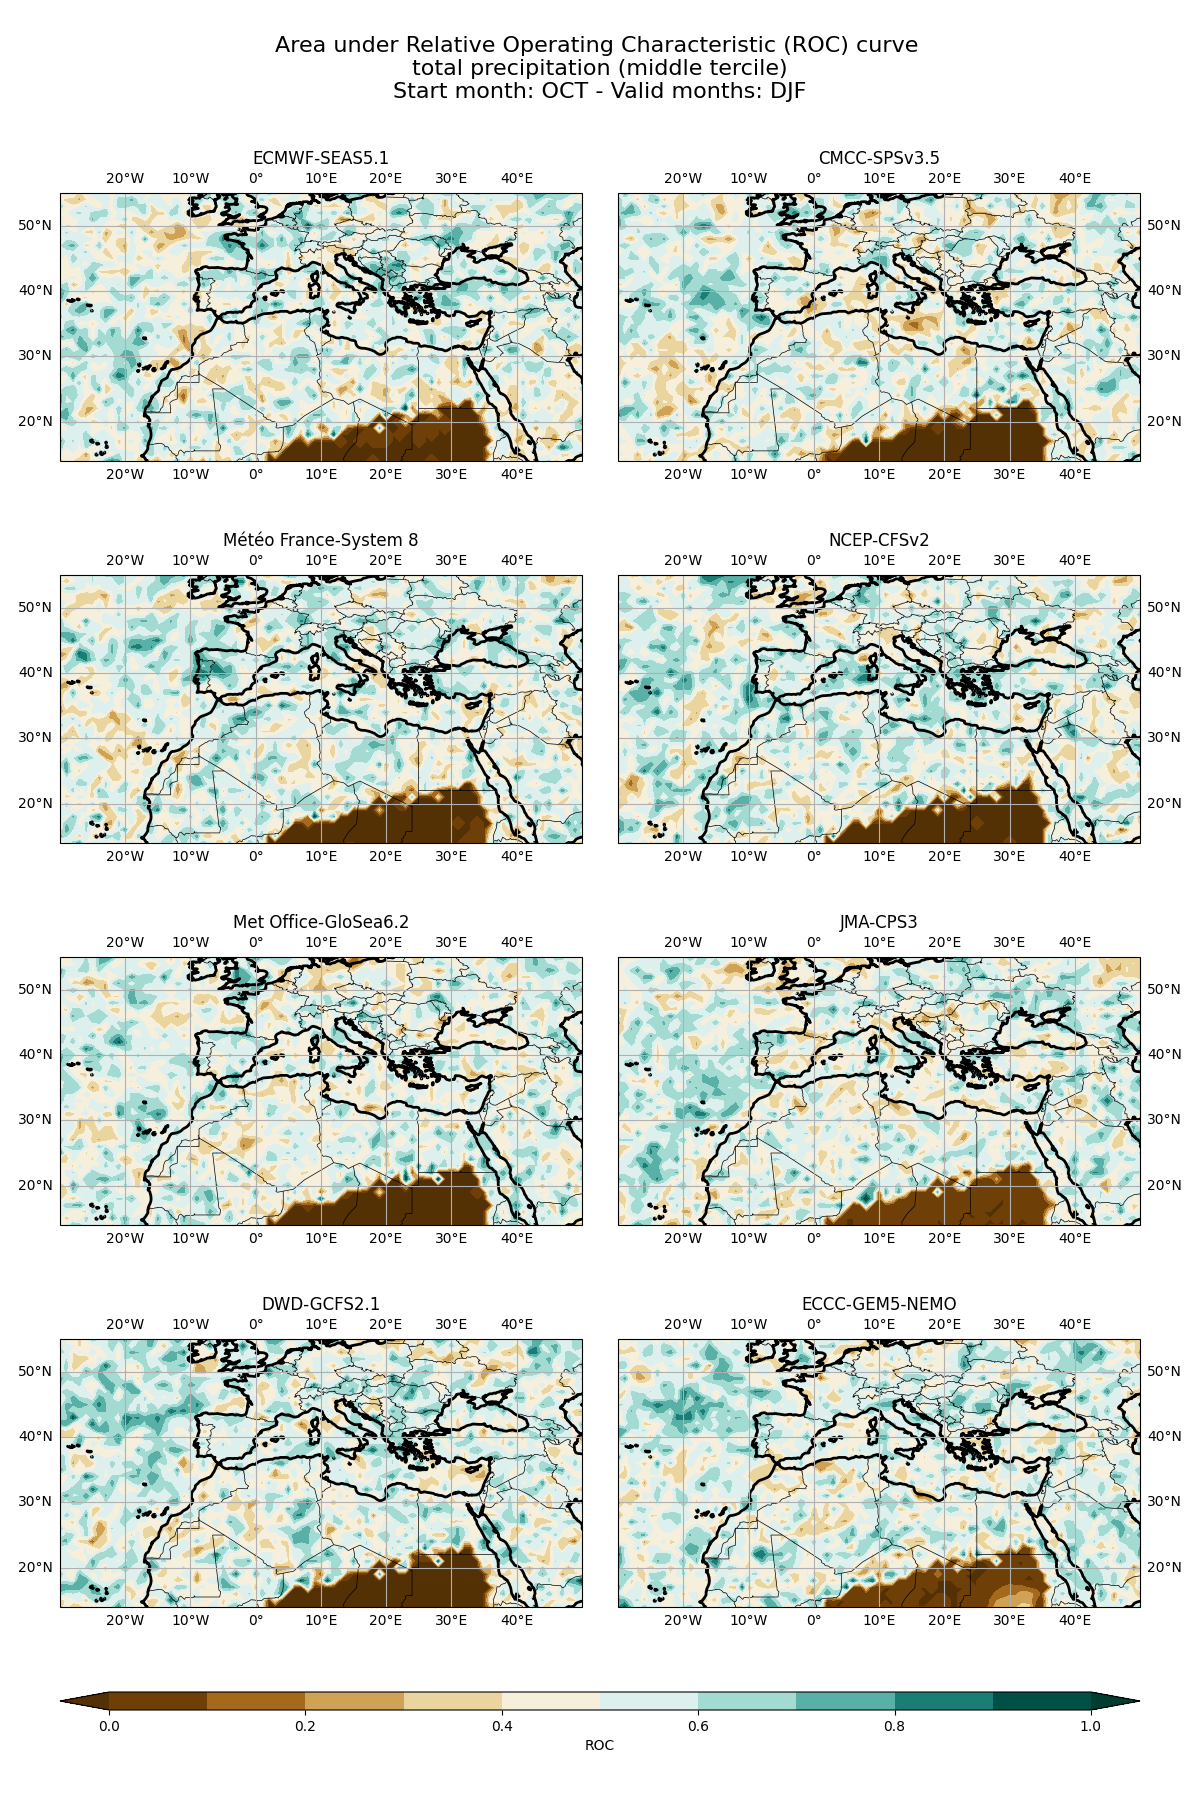 Area under Relative Operating Characteristic (ROC) curve
total precipitation (middle tercile)
Start month: OCT - Valid months: DJF
ECMWF-SEAS5.1
20°W 10°W 0° 10°E 20°E 30°E 40°E
50°N
40°N
30°N
20°N
20°W 10°W 0° 10°E 20°E 30°E 40°E
CMCC-SPSv3.5
20°W 10°W 0° 10°E 20°E 30°E 40°E
50°N
40°N
30°N
20°N
20°W 10°W 0° 10°E 20°E 30°E 40°E
Météo France-System 8
20°W 10°W 0° 10°E 20°E 30°E 40°E
50°N
40°N
30°N
20°N
20°W 10°W 0° 10°E 20°E 30°E 40°E
NCEP-CFSv2
20°W 10°W 0° 10°E 20°E 30°E 40°E
50°N
40°N
30°N
20°N
20°W 10°W 0° 10°E 20°E 30°E 40°E
Met Office-GloSea6.2
20°W 10°W 0° 10°E 20°E 30°E 40°E
50°N
40°N
30°N
20°N
20°W 10°W 0° 10°E 20°E 30°E 40°E
JMA-CPS3
20°W 10°W 0° 10°E 20°E 30°E 40°E
50°N
40°N
30°N
20°N
20°W 10°W 0° 10°E 20°E 30°E 40°E
DWD-GCFS2.1
20°W 10°W 0° 10°E 20°E 30°E 40°E
50°N
40°N
30°N
20°N
20°W 10°W 0° 10°E 20°E 30°E 40°E
ECCC-GEM5-NEMO
20°W 10°W 0° 10°E 20°E 30°E 40°E
50°N
40°N
30°N
20°N
20°W 10°W 0° 10°E 20°E 30°E 40°E
0.0 0.2 0.4 0.6 0.8 1.0
ROC